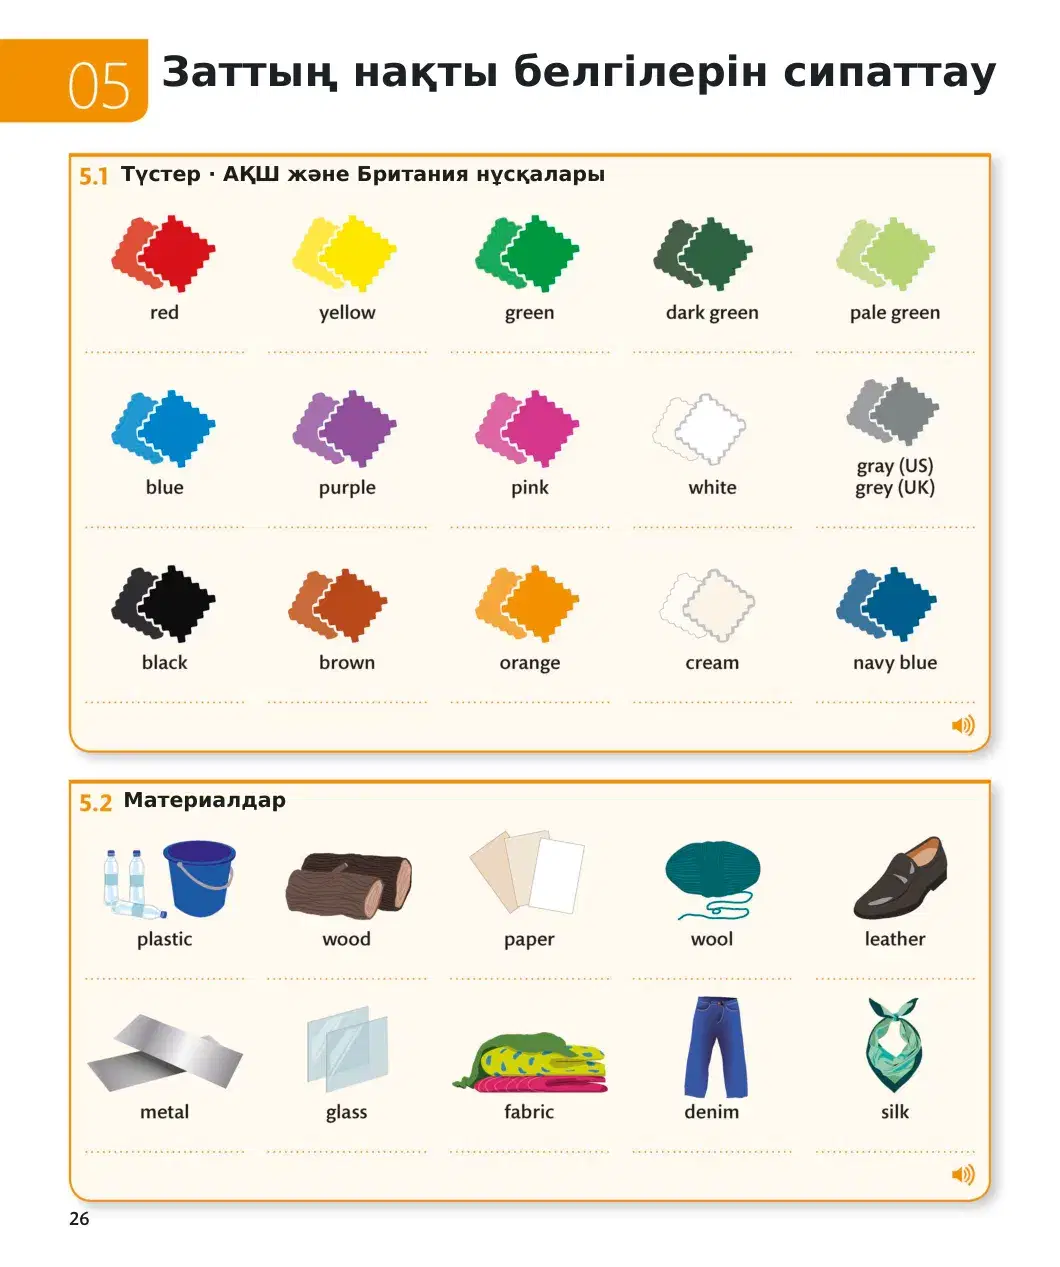 05 Заттың нақты белгілерін сипаттау
5.1 Түстер · АҚШ және Британия нұсқалары
red yellow green dark green pale green
blue purple pink white gray (US)
grey (UK)
black brown orange cream navy blue
5.2 Материалдар
plastic wood paper wool leather
metal glass fabric denim silk
26